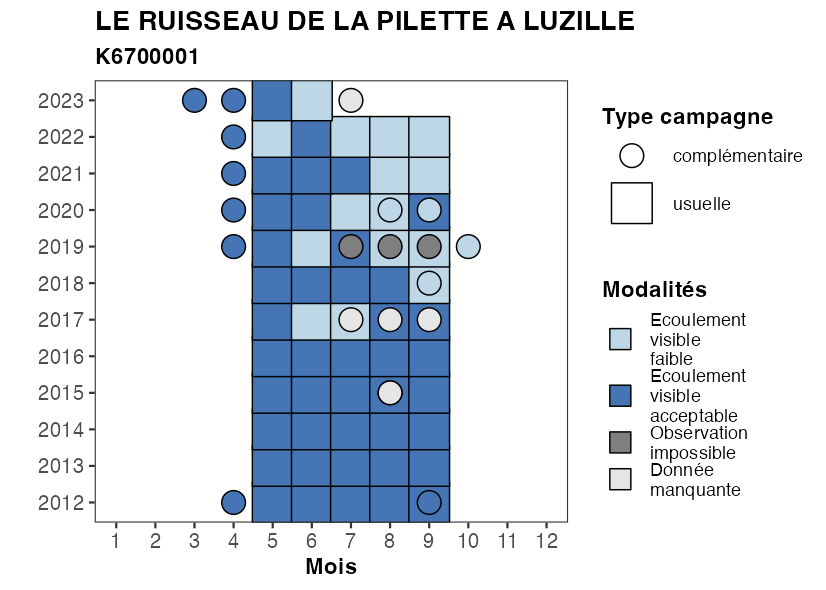 LE RUISSEAU DE LA PILETTE A LUZILLE
K6700001
2023
2022
2021
2020
2019
2018
2017
2016
2015
2014
2013
2012
1 2 3 4 5 6 7 8 9 10 11 12
Mois
Type campagne
complémentaire
usuelle
Modalités
Ecoulement
visible
faible
Ecoulement
visible
acceptable
Observation
impossible
Donnée
manquante